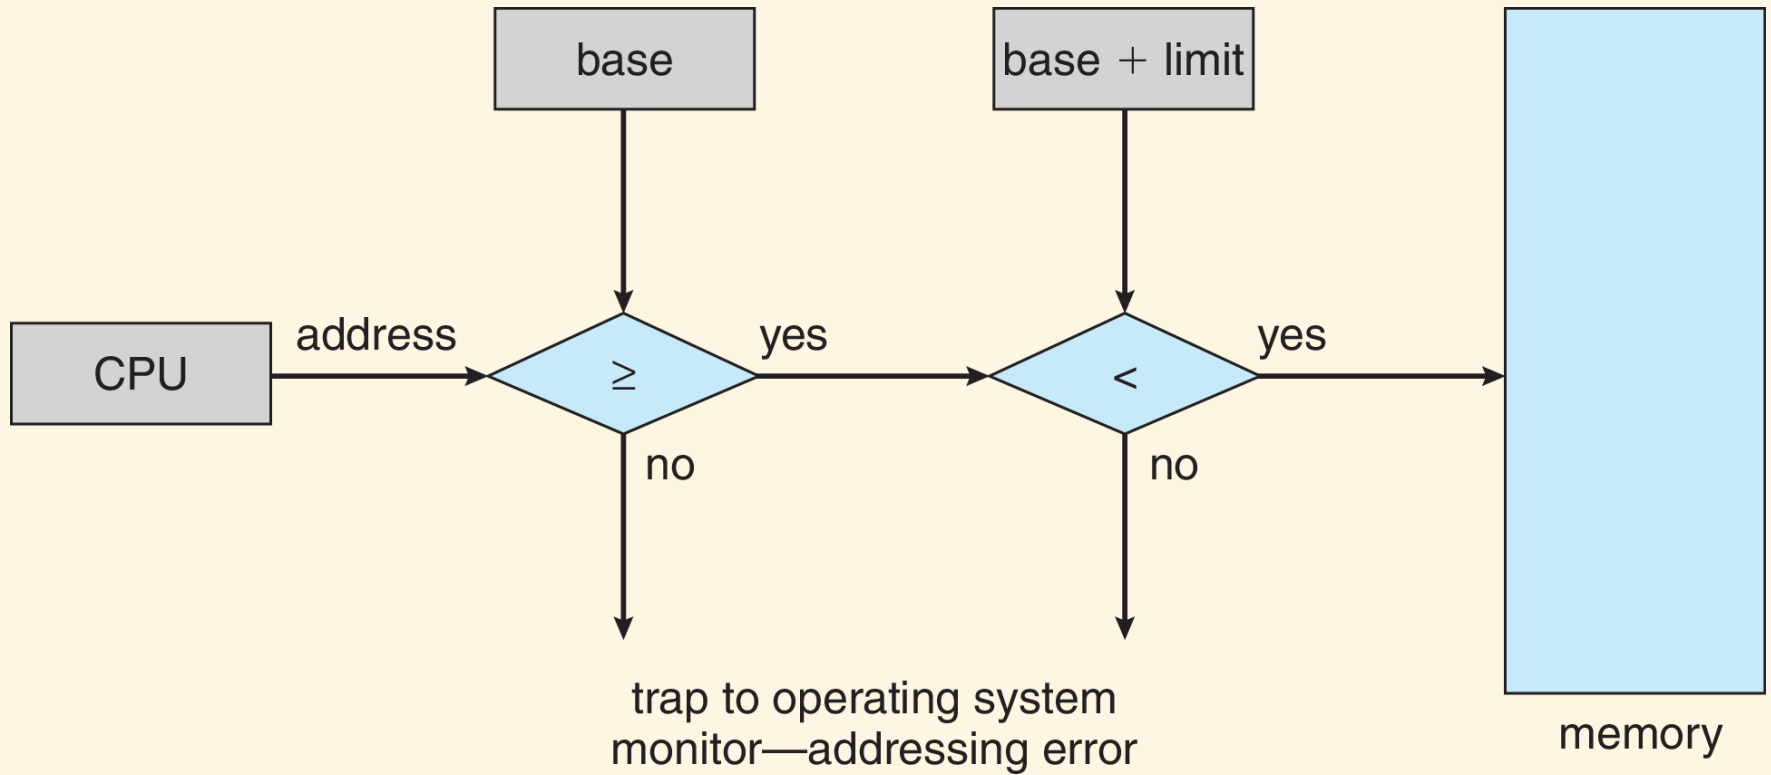 base
base + limit
CPU
address
≥
yes
<
yes
no
no
trap to operating system
monitor—addressing error
memory